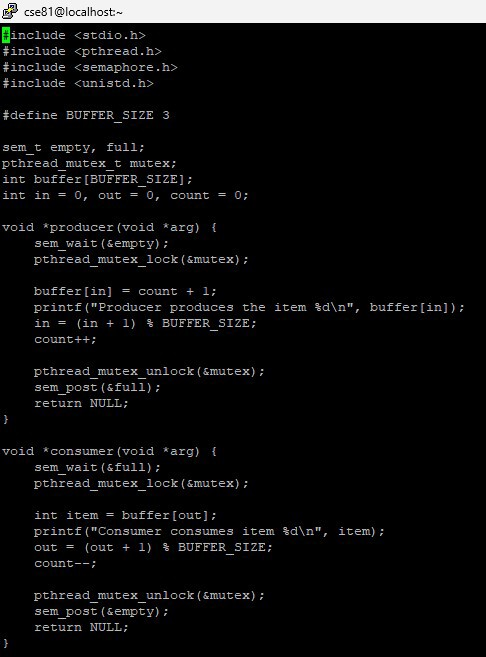 cse81@localhost:~
#include <stdio.h>
#include <pthread.h>
#include <semaphore.h>
#include <unistd.h>

#define BUFFER_SIZE 3

sem_t empty, full;
pthread_mutex_t mutex;
int buffer[BUFFER_SIZE];
int in = 0, out = 0, count = 0;

void *producer(void *arg) {
    sem_wait(&empty);
    pthread_mutex_lock(&mutex);

    buffer[in] = count + 1;
    printf("Producer produces the item %d\n", buffer[in]);
    in = (in + 1) % BUFFER_SIZE;
    count++;

    pthread_mutex_unlock(&mutex);
    sem_post(&full);
    return NULL;
}

void *consumer(void *arg) {
    sem_wait(&full);
    pthread_mutex_lock(&mutex);

    int item = buffer[out];
    printf("Consumer consumes item %d\n", item);
    out = (out + 1) % BUFFER_SIZE;
    count--;

    pthread_mutex_unlock(&mutex);
    sem_post(&empty);
    return NULL;
}